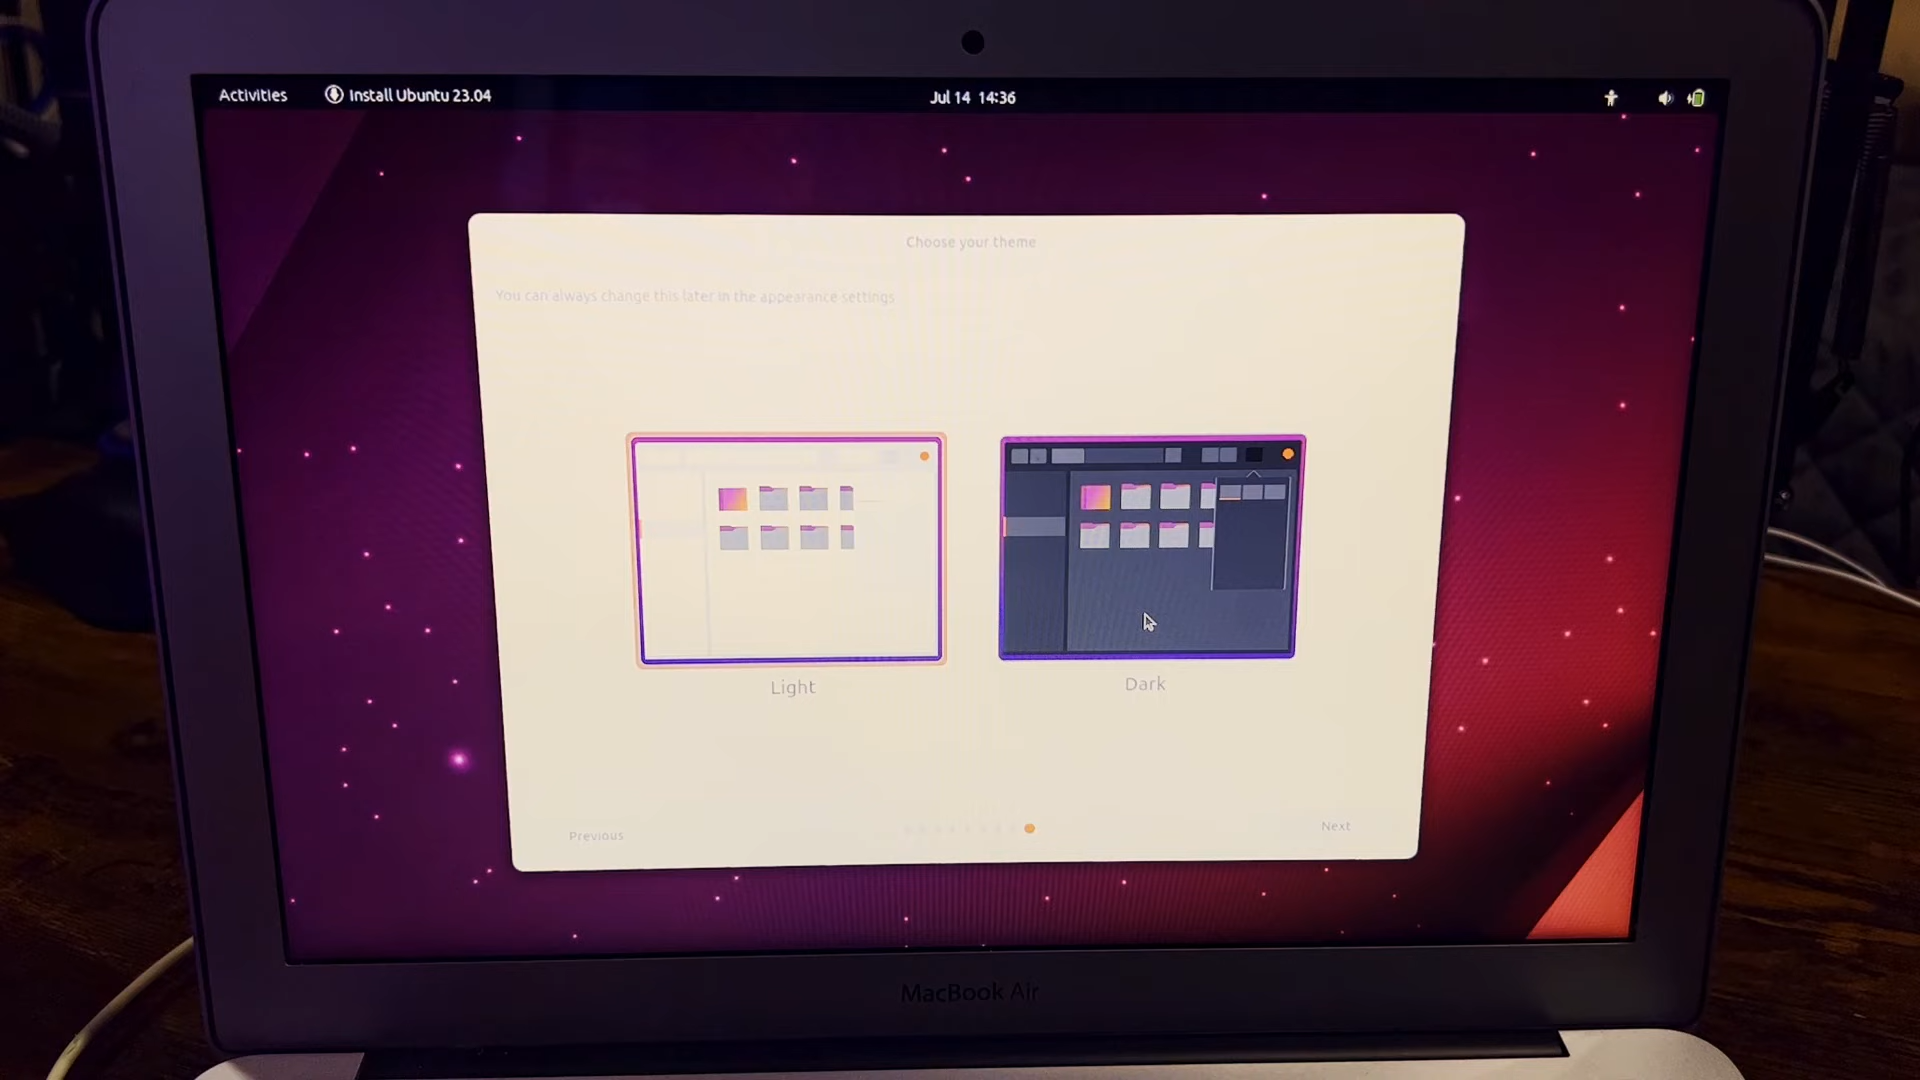 Activities
Install Ubuntu 23.04
Jul 14 14:36
Choose your theme
You can always change this later in the appearance settings
Light
Dark
Previous
Next
MacBook Air